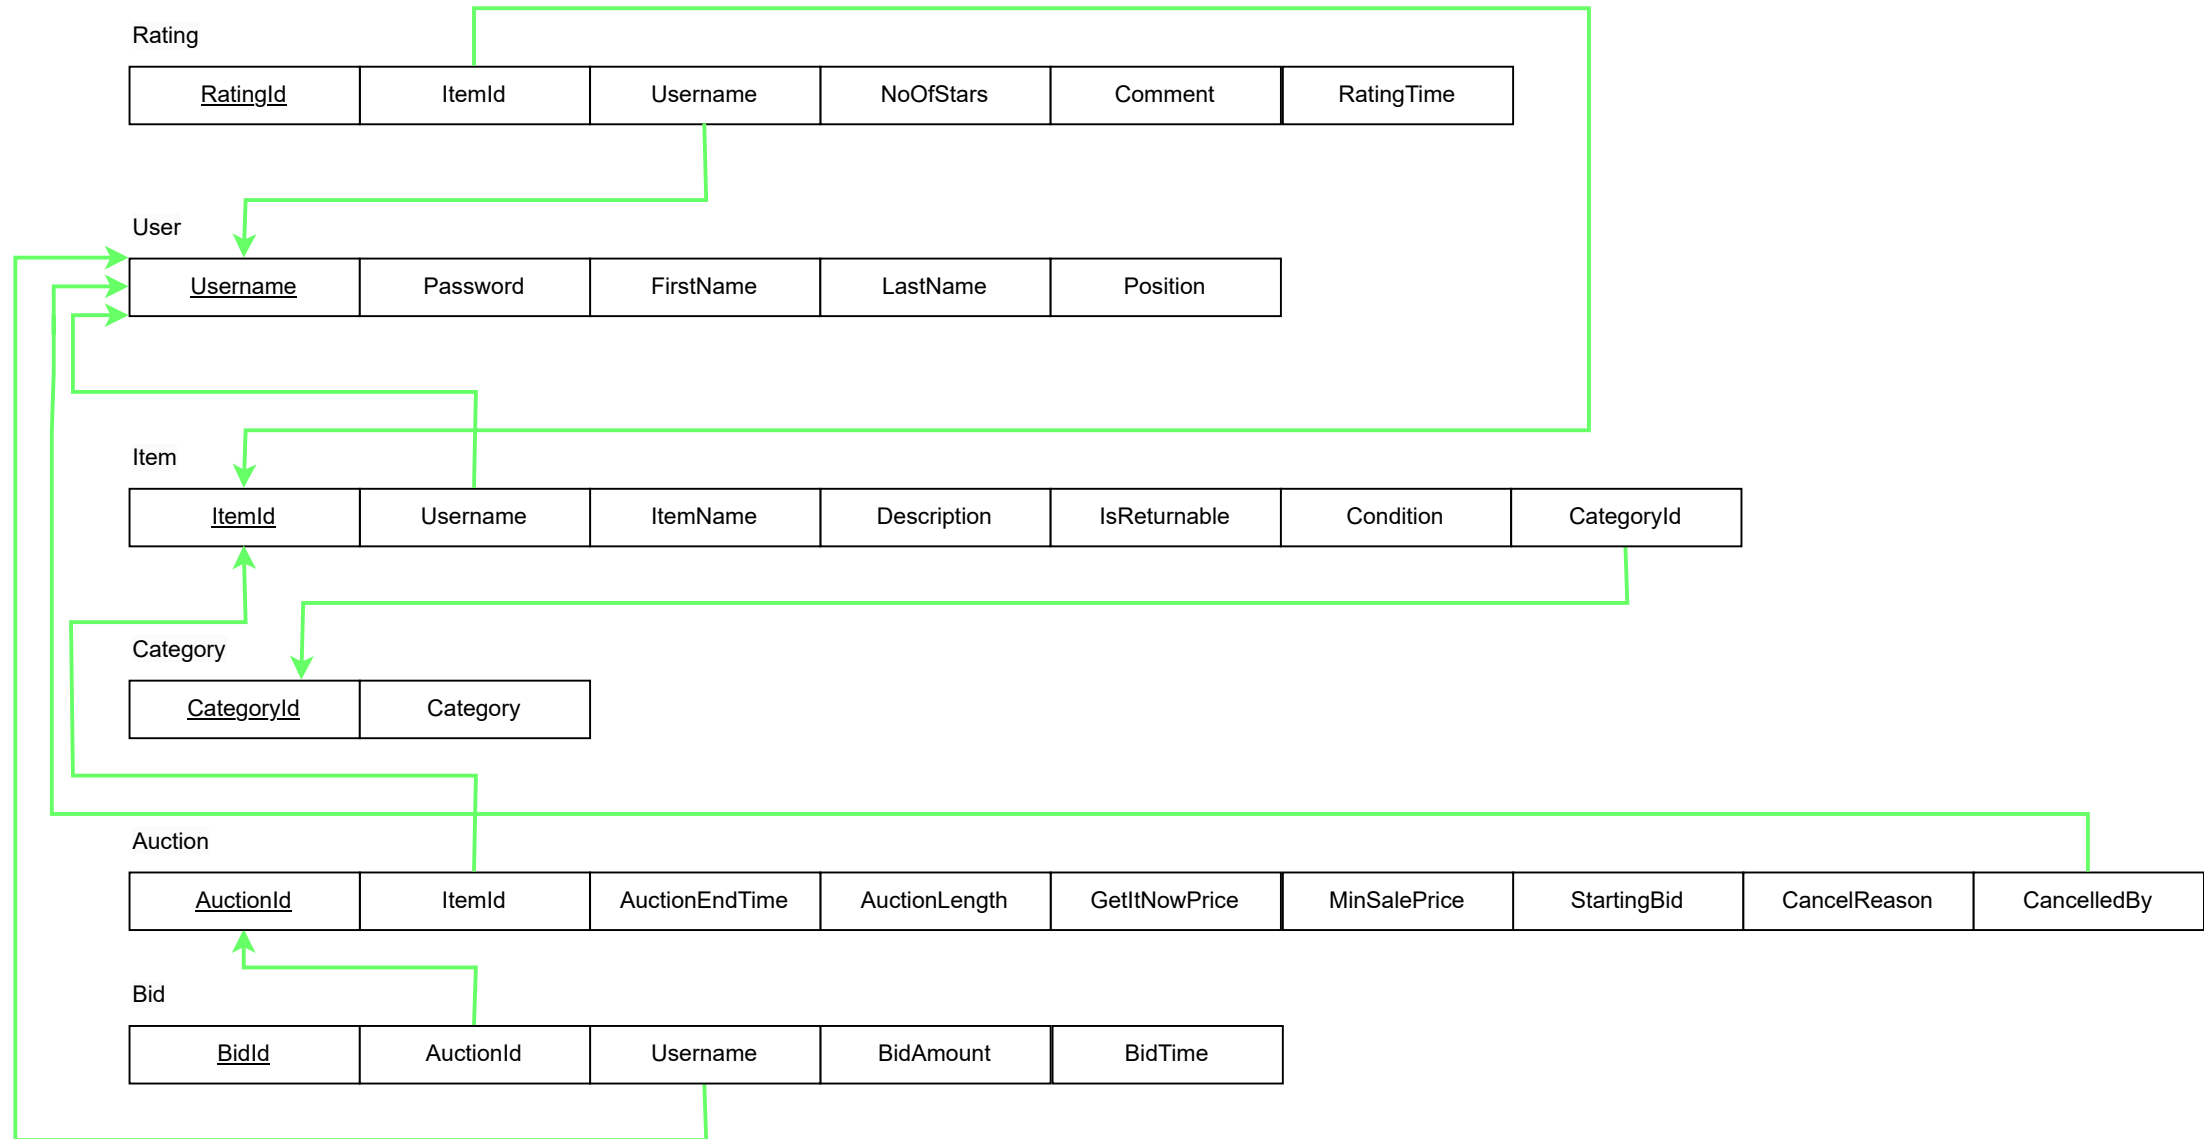 Rating
RatingId ItemId Username NoOfStars Comment RatingTime
User
Username Password FirstName LastName Position
Item
ItemId Username ItemName Description IsReturnable Condition CategoryId
Category
CategoryId Category
Auction
AuctionId ItemId AuctionEndTime AuctionLength GetItNowPrice MinSalePrice StartingBid CancelReason CancelledBy
Bid
BidId AuctionId Username BidAmount BidTime